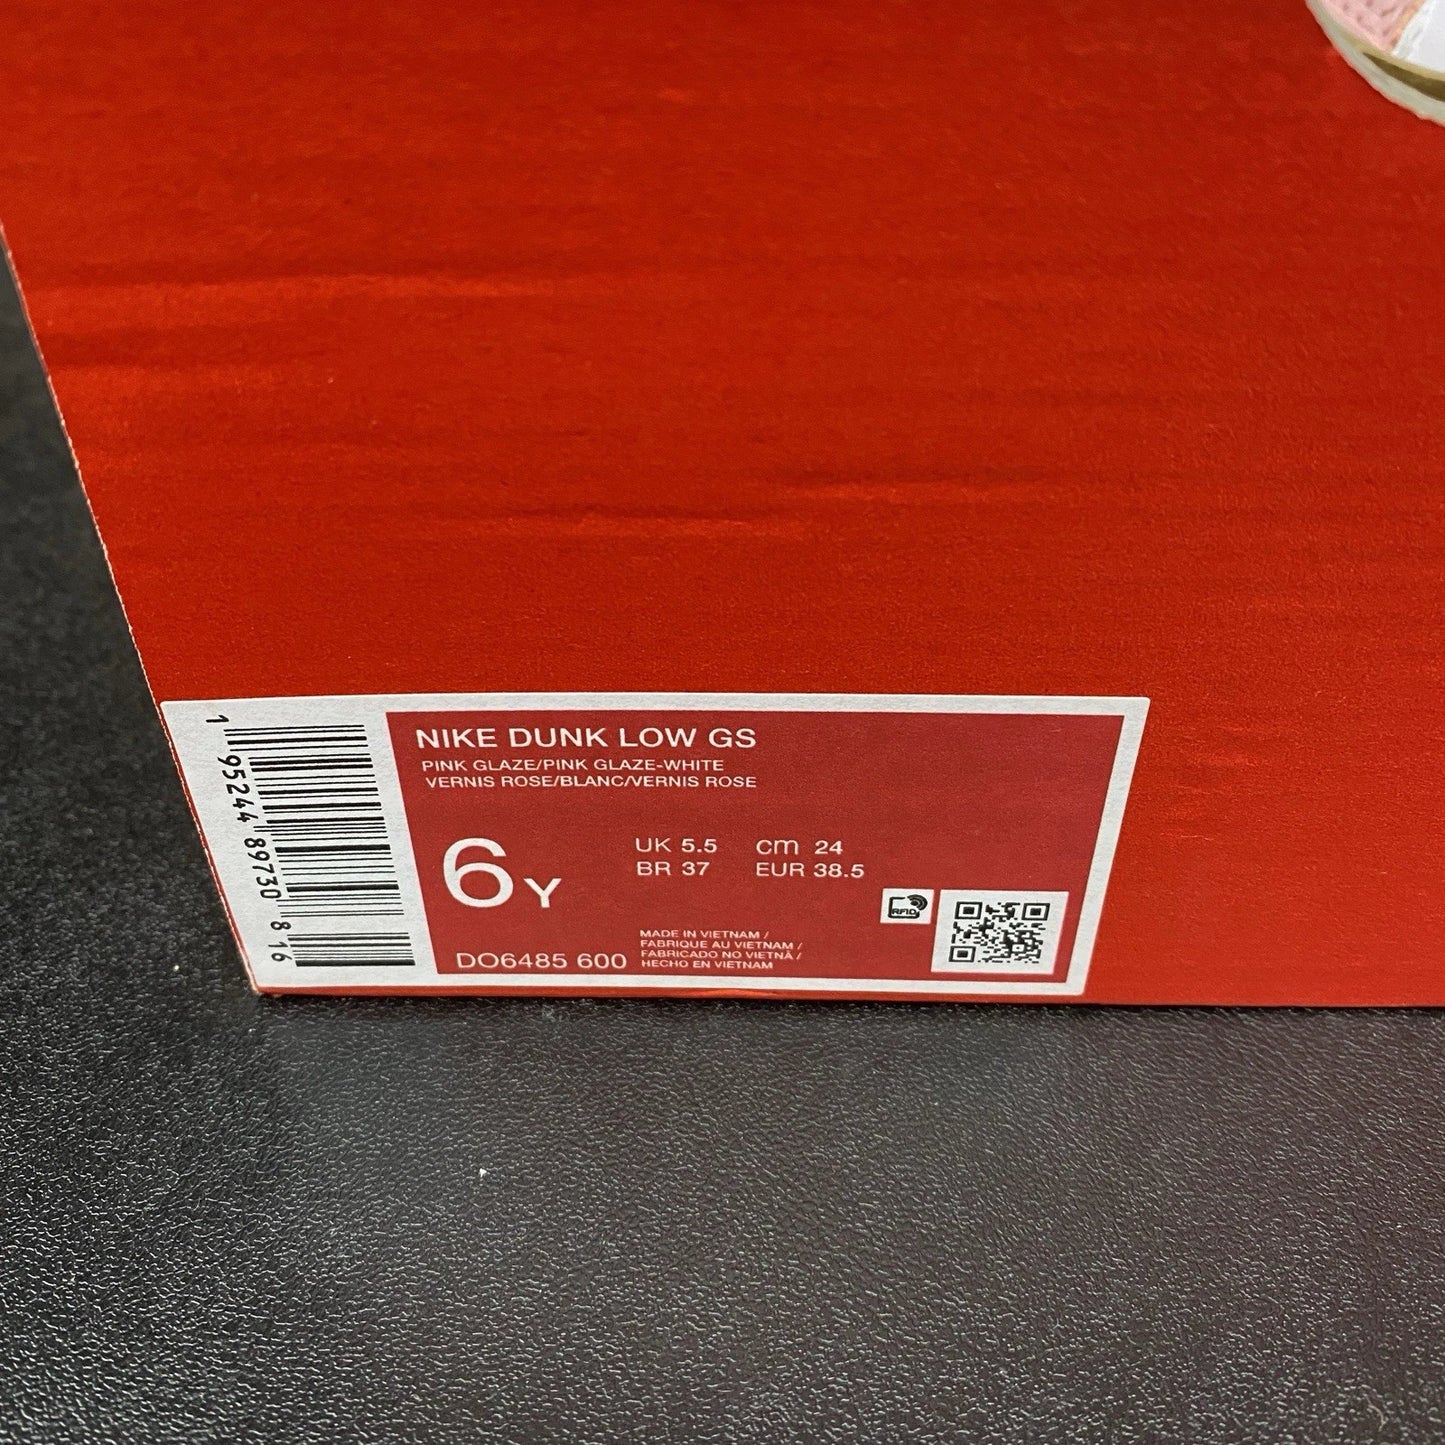 NIKE DUNK LOW GS
PINK GLAZE/PINK GLAZE-WHITE
VERNIS ROSE/BLANC/VERNIS ROSE
6Y
UK 5.5 cm 24
BR 37 EUR 38.5
DO6485 600
MADE IN VIETNAM /
FABRIQUE AU VIETNAM /
FABRICADO NO VIETNÃ /
HECHO EN VIETNAM
RFID
1 95244 89730 8 16